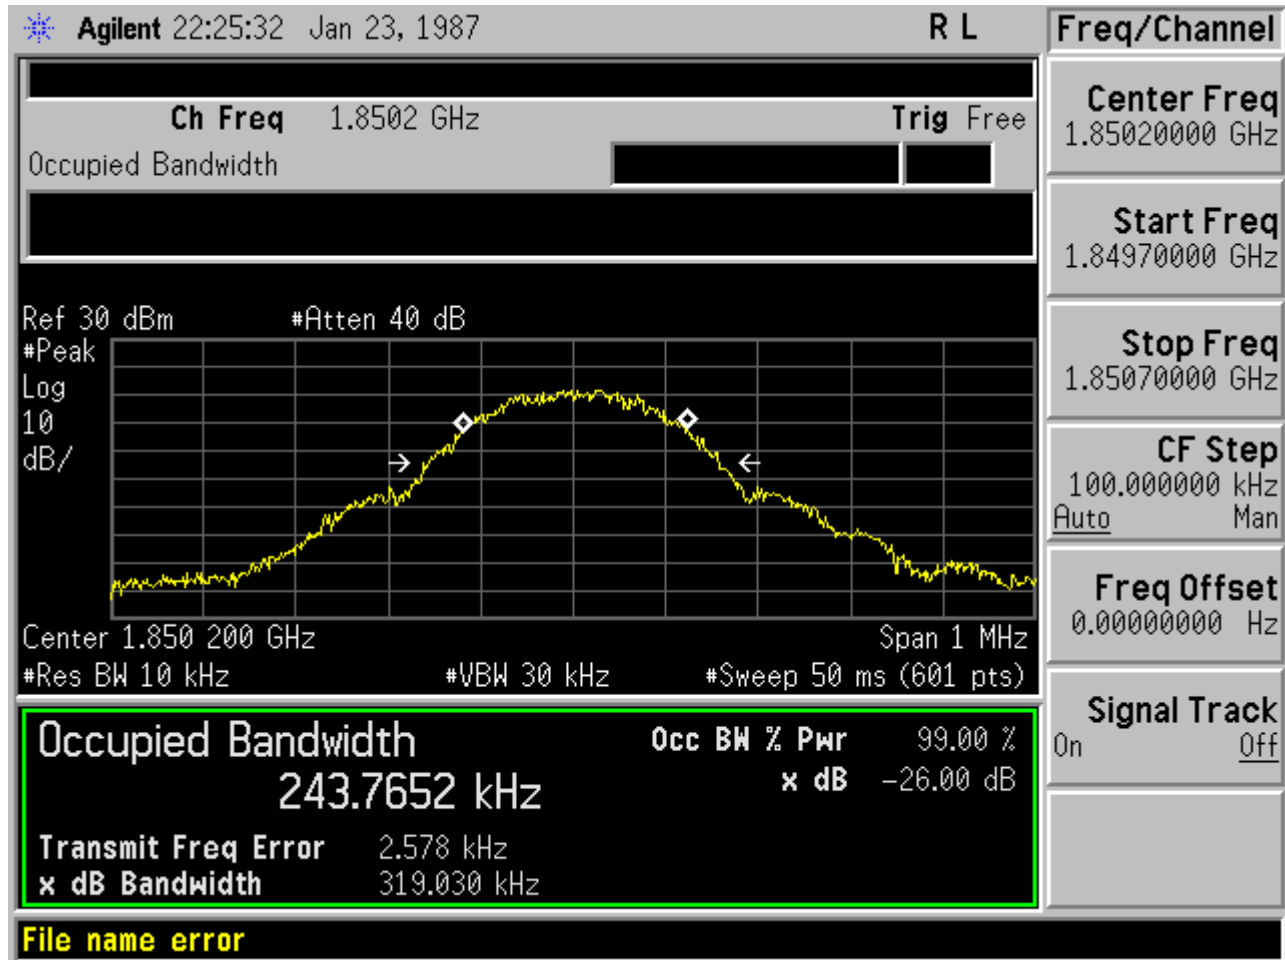 Agilent 22:25:32 Jan 23, 1987 R L
Freq/Channel
Ch Freq 1.8502 GHz Trig Free
Occupied Bandwidth
Center Freq
1.85020000 GHz
Start Freq
1.84970000 GHz
Stop Freq
1.85070000 GHz
CF Step
100.000000 kHz
Auto Man
Freq Offset
0.00000000 Hz
Signal Track
On Off
Ref 30 dBm #Atten 40 dB
#Peak
Log
10
dB/
Center 1.850 200 GHz Span 1 MHz
#Res BW 10 kHz #VBW 30 kHz #Sweep 50 ms (601 pts)
Occupied Bandwidth Occ BW % Pwr 99.00 %
243.7652 kHz x dB -26.00 dB
Transmit Freq Error 2.578 kHz
x dB Bandwidth 319.030 kHz
File name error